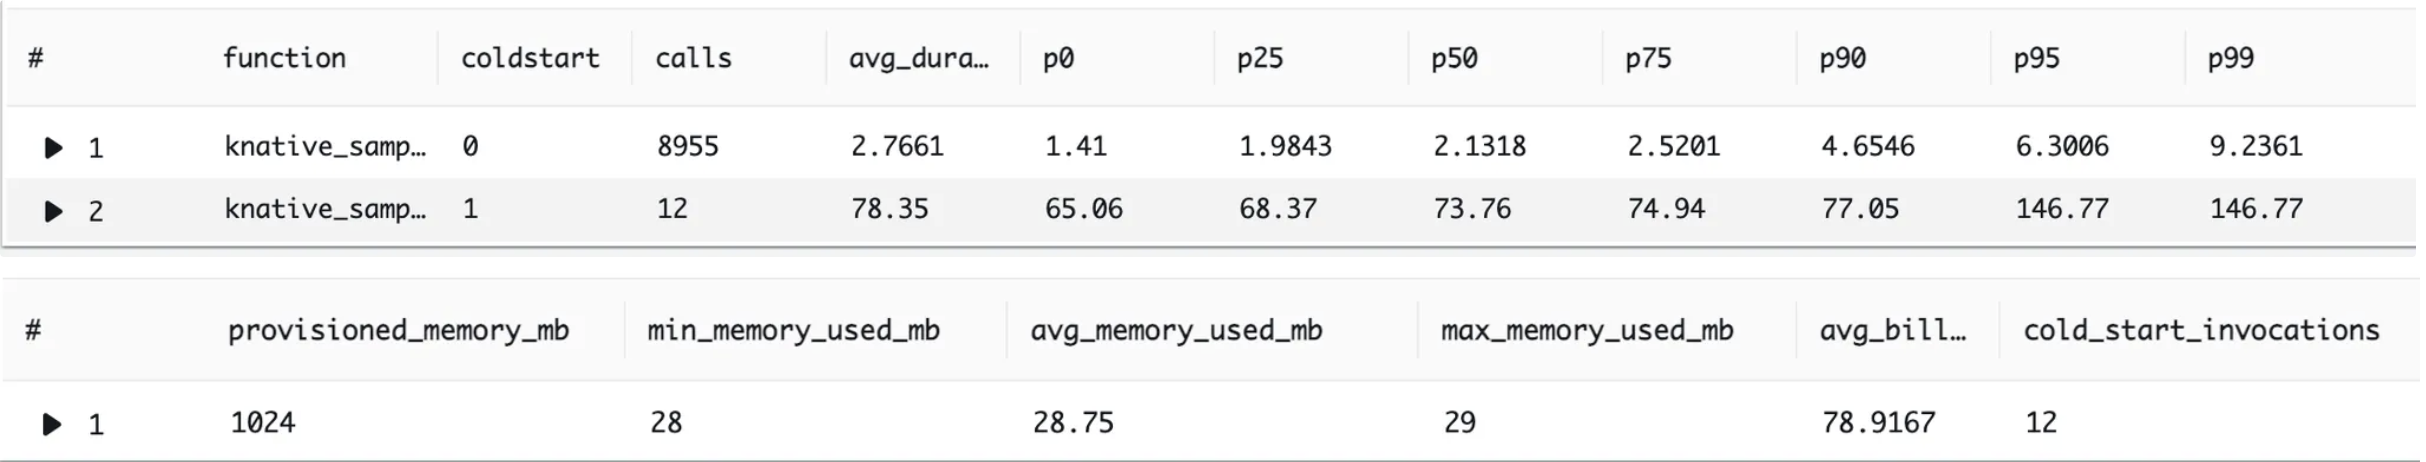 # function coldstart calls avg_dura… p0 p25 p50 p75 p90 p95 p99
1 knative_samp… 0 8955 2.7661 1.41 1.9843 2.1318 2.5201 4.6546 6.3006 9.2361
2 knative_samp… 1 12 78.35 65.06 68.37 73.76 74.94 77.05 146.77 146.77
# provisioned_memory_mb min_memory_used_mb avg_memory_used_mb max_memory_used_mb avg_bill… cold_start_invocations
1 1024 28 28.75 29 78.9167 12